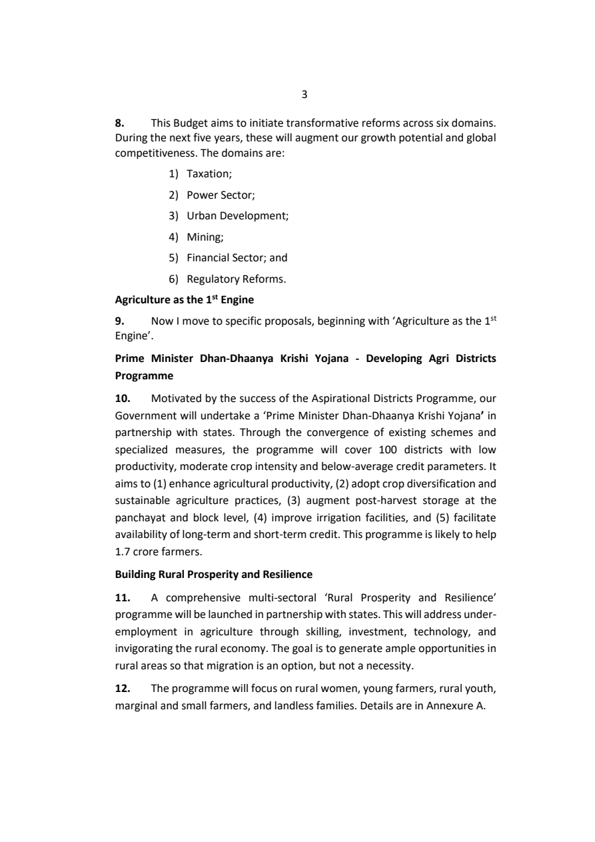 3
8. This Budget aims to initiate transformative reforms across six domains.
During the next five years, these will augment our growth potential and global
competitiveness. The domains are:
1) Taxation;
2) Power Sector;
3) Urban Development;
4) Mining;
5) Financial Sector; and
6) Regulatory Reforms.
Agriculture as the 1st Engine
9. Now I move to specific proposals, beginning with ‘Agriculture as the 1st
Engine’.
Prime Minister Dhan-Dhaanya Krishi Yojana - Developing Agri Districts
Programme
10. Motivated by the success of the Aspirational Districts Programme, our
Government will undertake a ‘Prime Minister Dhan-Dhaanya Krishi Yojana’ in
partnership with states. Through the convergence of existing schemes and
specialized measures, the programme will cover 100 districts with low
productivity, moderate crop intensity and below-average credit parameters. It
aims to (1) enhance agricultural productivity, (2) adopt crop diversification and
sustainable agriculture practices, (3) augment post-harvest storage at the
panchayat and block level, (4) improve irrigation facilities, and (5) facilitate
availability of long-term and short-term credit. This programme is likely to help
1.7 crore farmers.
Building Rural Prosperity and Resilience
11. A comprehensive multi-sectoral ‘Rural Prosperity and Resilience’
programme will be launched in partnership with states. This will address under-
employment in agriculture through skilling, investment, technology, and
invigorating the rural economy. The goal is to generate ample opportunities in
rural areas so that migration is an option, but not a necessity.
12. The programme will focus on rural women, young farmers, rural youth,
marginal and small farmers, and landless families. Details are in Annexure A.